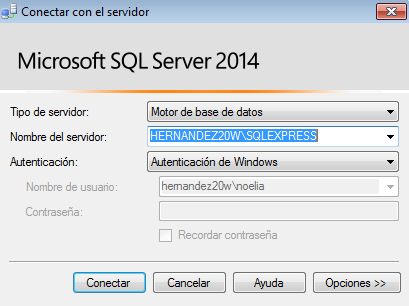 Conectar con el servidor
Microsoft SQL Server 2014
Tipo de servidor: Motor de base de datos
Nombre del servidor: HERNANDEZ20W\SQLEXPRESS
Autenticación: Autenticación de Windows
Nombre de usuario: hernandez20w\noelia
Contraseña:
Recordar contraseña
Conectar Cancelar Ayuda Opciones >>